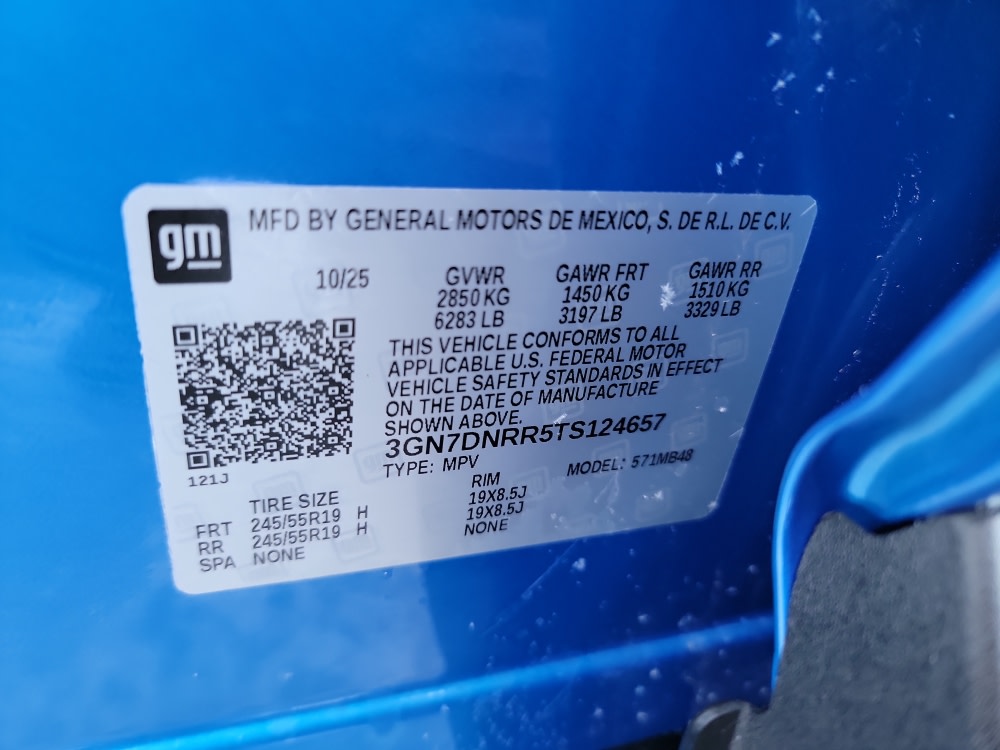 gm MFD BY GENERAL MOTORS DE MEXICO, S. DE R.L. DE C.V.
10/25 GVWR GAWR FRT GAWR RR
2850 KG 1450 KG 1510 KG
6283 LB 3197 LB 3329 LB
THIS VEHICLE CONFORMS TO ALL
APPLICABLE U.S. FEDERAL MOTOR
VEHICLE SAFETY STANDARDS IN EFFECT
ON THE DATE OF MANUFACTURE
SHOWN ABOVE.
3GN7DNRR5TS124657
TYPE: MPV MODEL: 571MB48
121J
TIRE SIZE RIM
FRT 245/55R19 H 19X8.5J
RR 245/55R19 H 19X8.5J
SPA NONE NONE